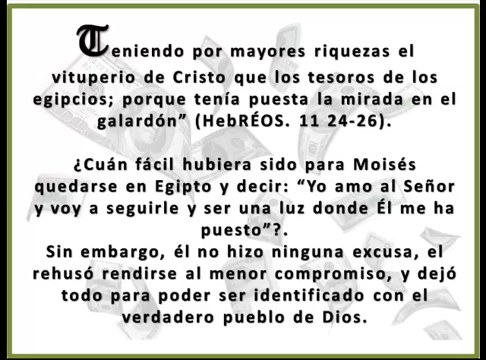 Teniendo por mayores riquezas el
vituperio de Cristo que los tesoros de los
egipcios; porque tenía puesta la mirada en el
galardón” (HebRÉOS. 11 24-26).
¿Cuán fácil hubiera sido para Moisés
quedarse en Egipto y decir: “Yo amo al Señor
y voy a seguirle y ser una luz donde Él me ha
puesto”?.
Sin embargo, él no hizo ninguna excusa, el
rehusó rendirse al menor compromiso, y dejó
todo para poder ser identificado con el
verdadero pueblo de Dios.